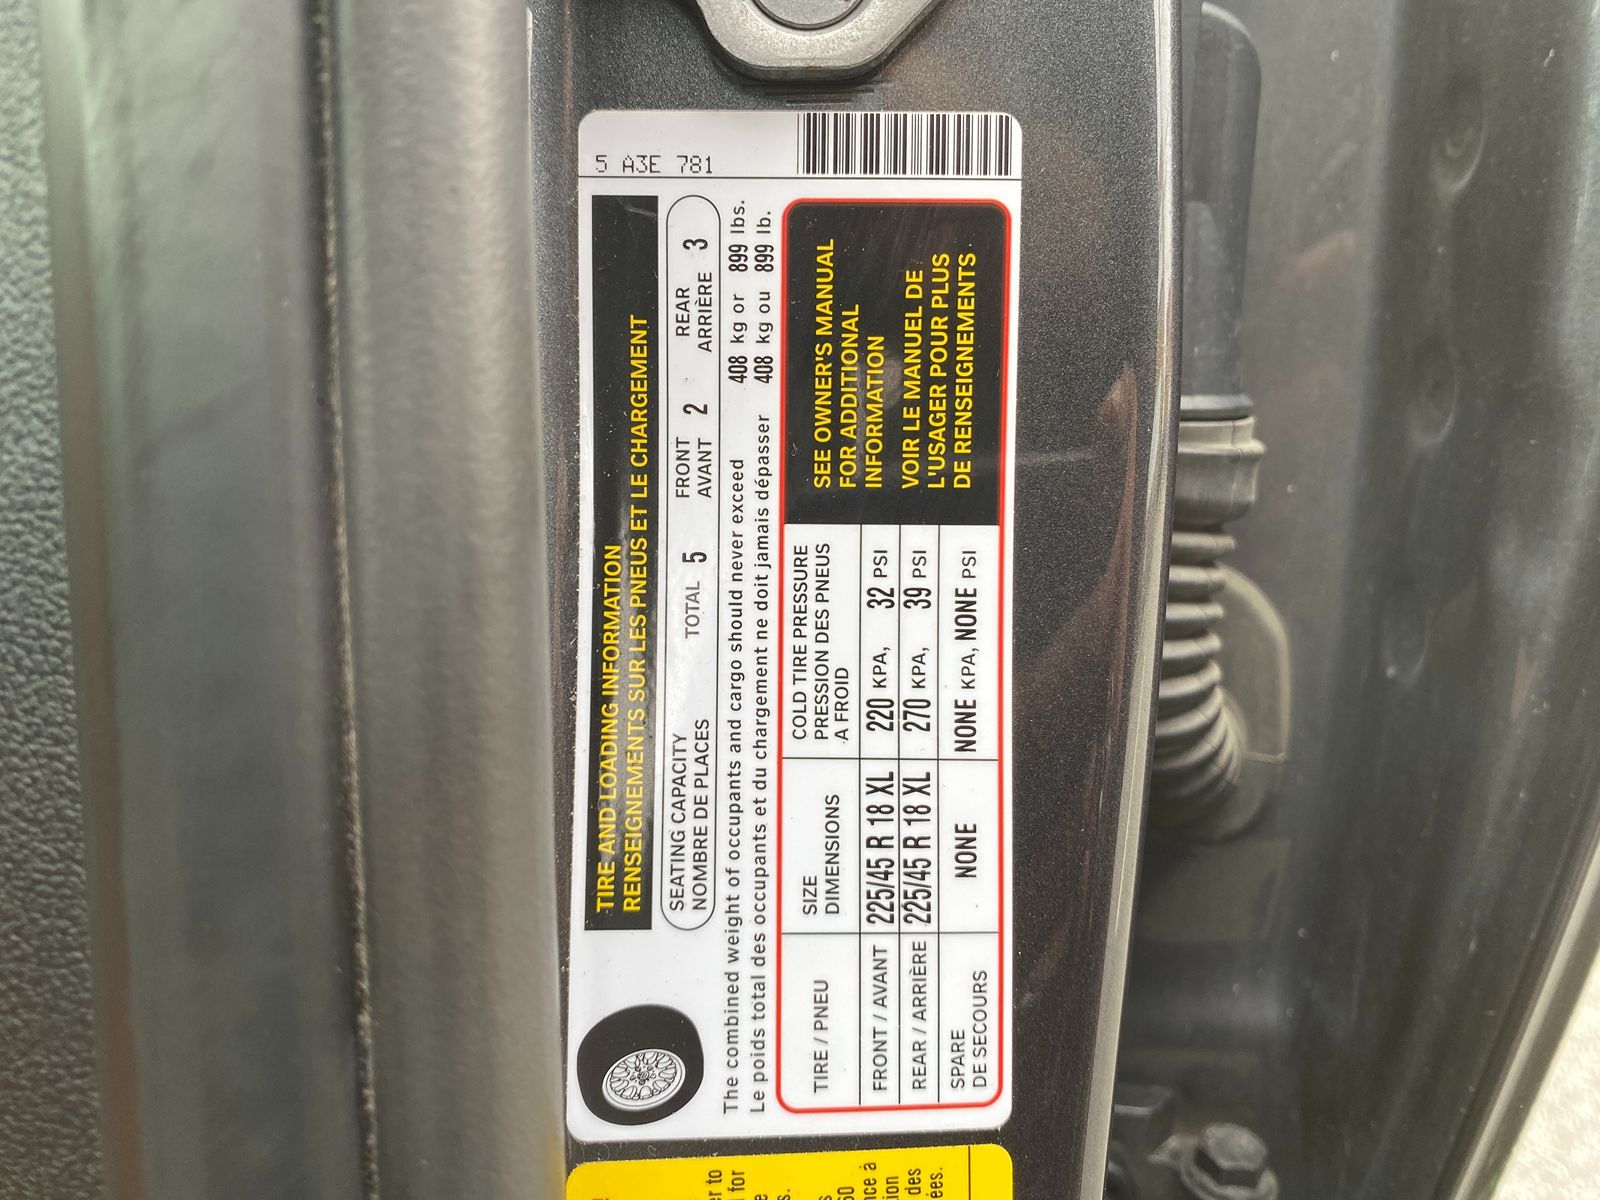 5 A3E 781
TIRE AND LOADING INFORMATION
RENSEIGNEMENTS SUR LES PNEUS ET LE CHARGEMENT
SEATING CAPACITY
NOMBRE DE PLACES
TOTAL 5
FRONT
AVANT 2
REAR
ARRIÈRE 3
The combined weight of occupants and cargo should never exceed 408 kg or 899 lbs.
Le poids total des occupants et du chargement ne doit jamais dépasser 408 kg ou 899 lb.
TIRE / PNEU
SIZE
DIMENSIONS
COLD TIRE PRESSURE
PRESSION DES PNEUS
A FROID
FRONT / AVANT 225/45 R 18 XL 220 KPA, 32 PSI
REAR / ARRIÈRE 225/45 R 18 XL 270 KPA, 39 PSI
SPARE
DE SECOURS
NONE NONE KPA, NONE PSI
SEE OWNER'S MANUAL
FOR ADDITIONAL
INFORMATION
VOIR LE MANUEL DE
L'USAGER POUR PLUS
DE RENSEIGNEMENTS